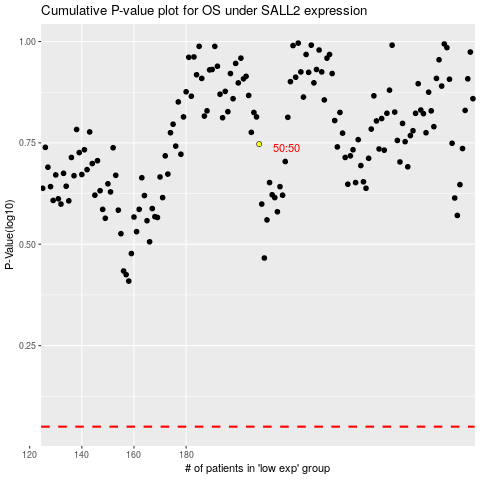 Cumulative P-value plot for OS under SALL2 expression
P-Value(log10)
1.00
0.75
0.50
0.25
50:50
120 140 160 180
# of patients in 'low exp' group